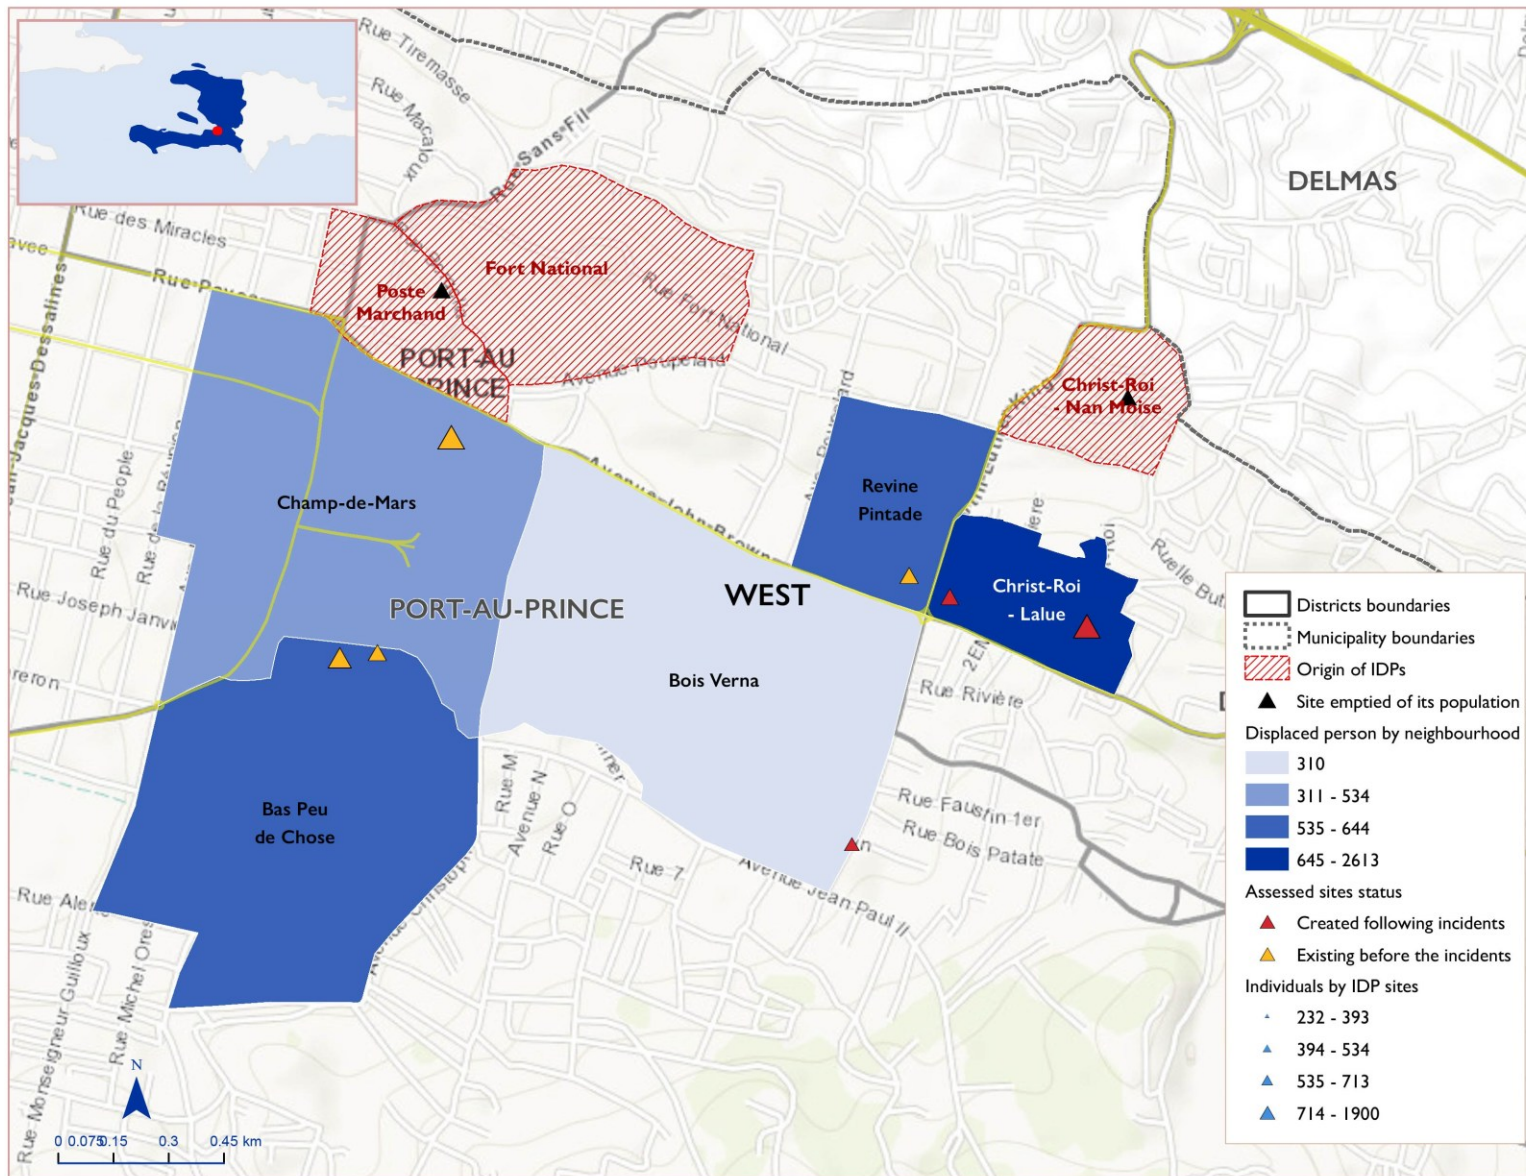 Rue Tiremasse
Rue Macaloux
Rue Sans Fil
DELMAS
Rue des Miracles
Rue Pavee
Jean-Jacques-Dessalines
Fort National
Poste
Marchand
Rue Fort National
PORT-AU
PRINCE
Avenue Poupelard
Christ-Roi
- Nan Moise
Champ-de-Mars
Rue du Peuple
Rue de la Réunion
Avenue John Brown
Revine
Pintade
Christ-Roi
- Lalue
Rue Joseph Janvi
PORT-AU-PRINCE
WEST
Bois Verna
Rue Rivière
Bas Peu
de Chose
Rue M
Avenue N
Rue O
Rue 7
Avenue Jean Paul II
Rue Faustin 1er
Rue Bois Patate
Rue Monseigneur Guilloux
Rue Michel Ores
Districts boundaries
Municipality boundaries
Origin of IDPs
Site emptied of its population
Displaced person by neighbourhood
310
311 - 534
535 - 644
645 - 2613
Assessed sites status
Created following incidents
Existing before the incidents
Individuals by IDP sites
232 - 393
394 - 534
535 - 713
714 - 1900
N
0 0.075 0.15 0.3 0.45 km